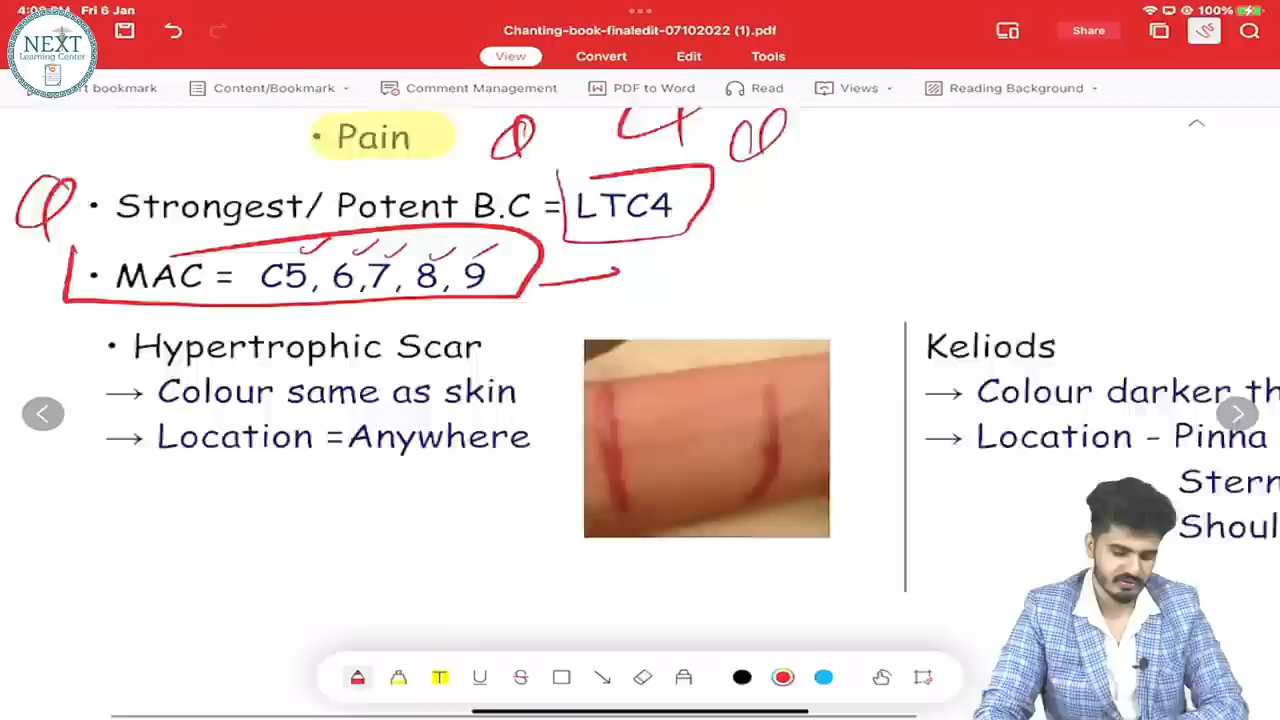 4:06 PM Fri 6 Jan
100%
NEXT
Learning Center
Chanting-book-finaledit-07102022 (1).pdf
Share
View Convert Edit Tools
bookmark Content/Bookmark Comment Management PDF to Word Read Views Reading Background
• Pain
• Strongest/ Potent B.C = LTC4
• MAC = C5, 6,7, 8, 9
• Hypertrophic Scar
→ Colour same as skin
→ Location =Anywhere
Keliods
→ Colour darker th
→ Location - Pinna
Stern
Shoul